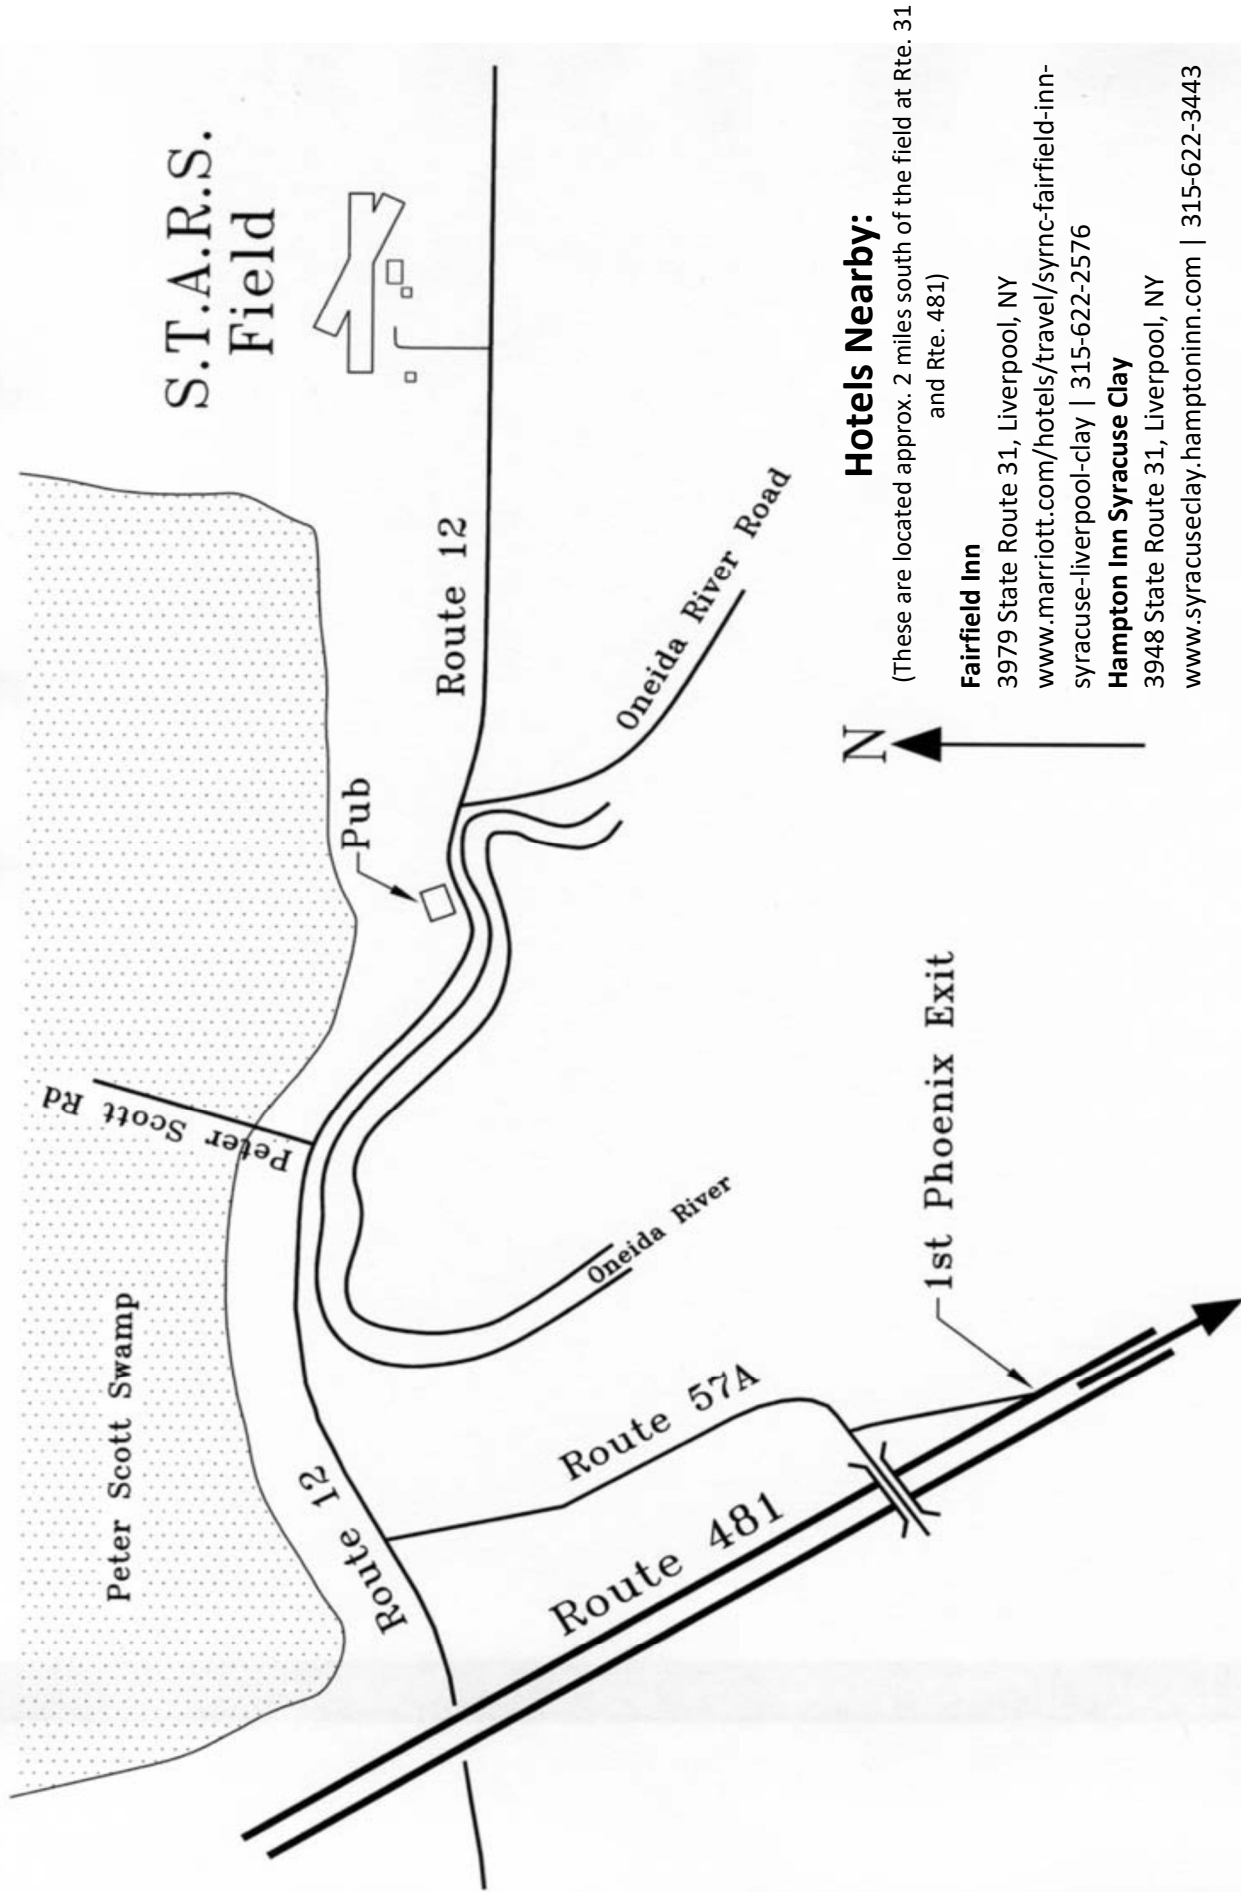 S.T.A.R.S.
Field
Peter Scott Swamp
Peter Scott Rd
Pub
Route 12
Route 12
Oneida River Road
Oneida River
Route 57A
Route 481
1st Phoenix Exit
N
Hotels Nearby:
(These are located approx. 2 miles south of the field at Rte. 31
and Rte. 481)
Fairfield Inn
3979 State Route 31, Liverpool, NY
www.marriott.com/hotels/travel/syrnc-fairfield-inn-
syracuse-liverpool-clay | 315-622-2576
Hampton Inn Syracuse Clay
3948 State Route 31, Liverpool, NY
www.syracuseclay.hamptoninn.com | 315-622-3443